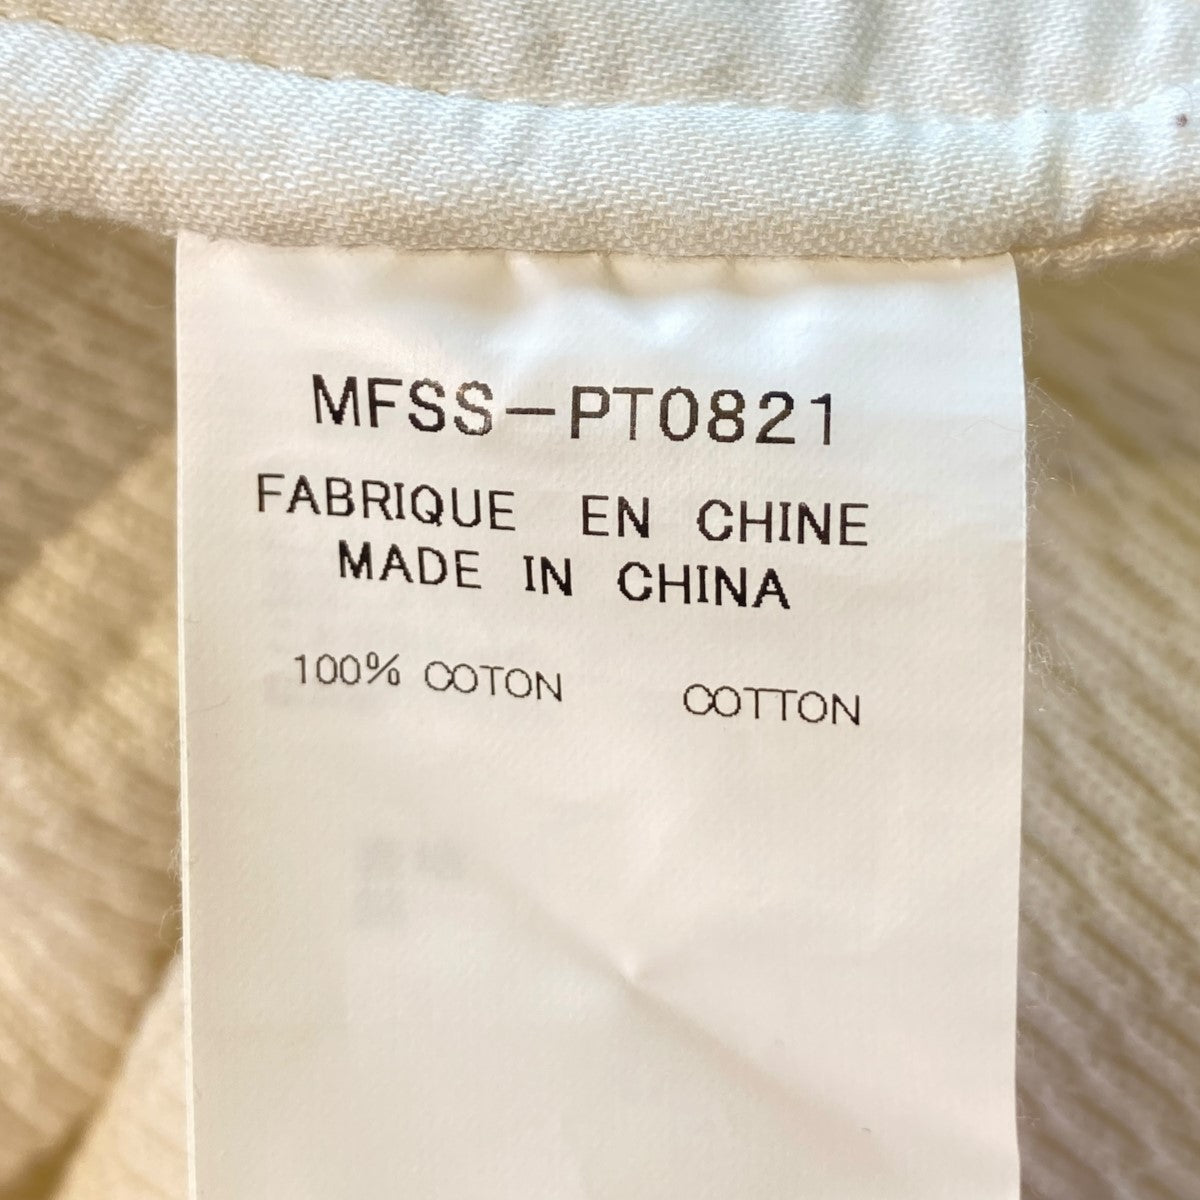 MFSS-PT0821
FABRIQUE EN CHINE
MADE IN CHINA
100% COTON COTTON